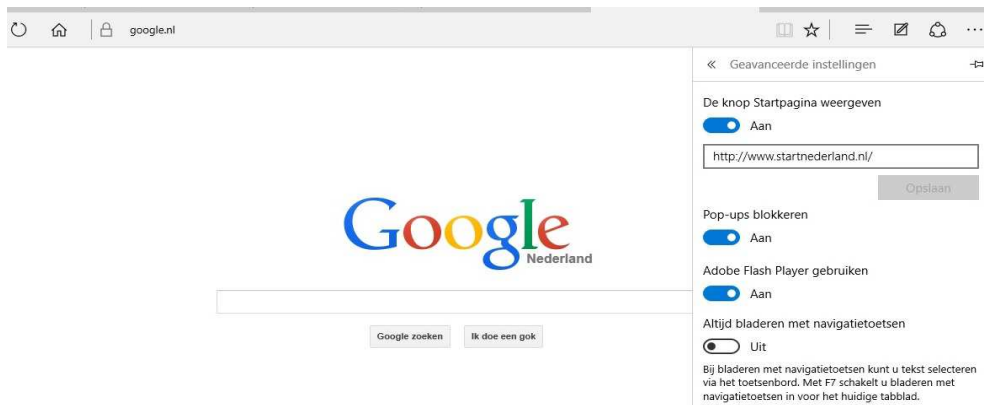 google.nl
Geavanceerde instellingen
De knop Startpagina weergeven
Aan
http://www.startnederland.nl/
Opslaan
Pop-ups blokkeren
Aan
Adobe Flash Player gebruiken
Aan
Altijd bladeren met navigatietoetsen
Uit
Bij bladeren met navigatietoetsen kunt u tekst selecteren
via het toetsenbord. Met F7 schakelt u bladeren met
navigatietoetsen in voor het huidige tabblad.
Google
Nederland
Google zoeken
Ik doe een gok